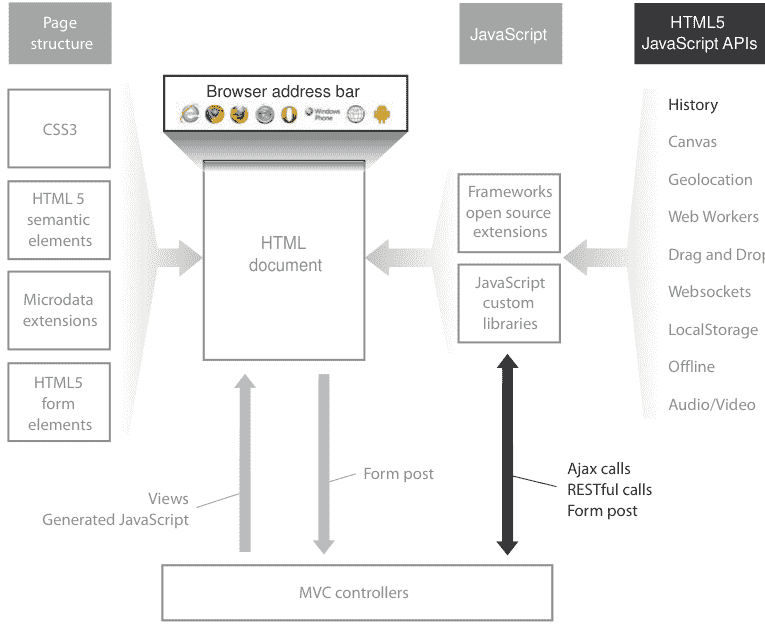 Page
structure
JavaScript
HTML5
JavaScript APIs
Browser address bar
Windows
Phone
CSS3
HTML 5
semantic
elements
Microdata
extensions
HTML5
form
elements
HTML
document
Frameworks
open source
extensions
JavaScript
custom
libraries
History
Canvas
Geolocation
Web Workers
Drag and Drop
Websockets
LocalStorage
Offline
Audio/Video
Views
Generated JavaScript
Form post
Ajax calls
RESTful calls
Form post
MVC controllers